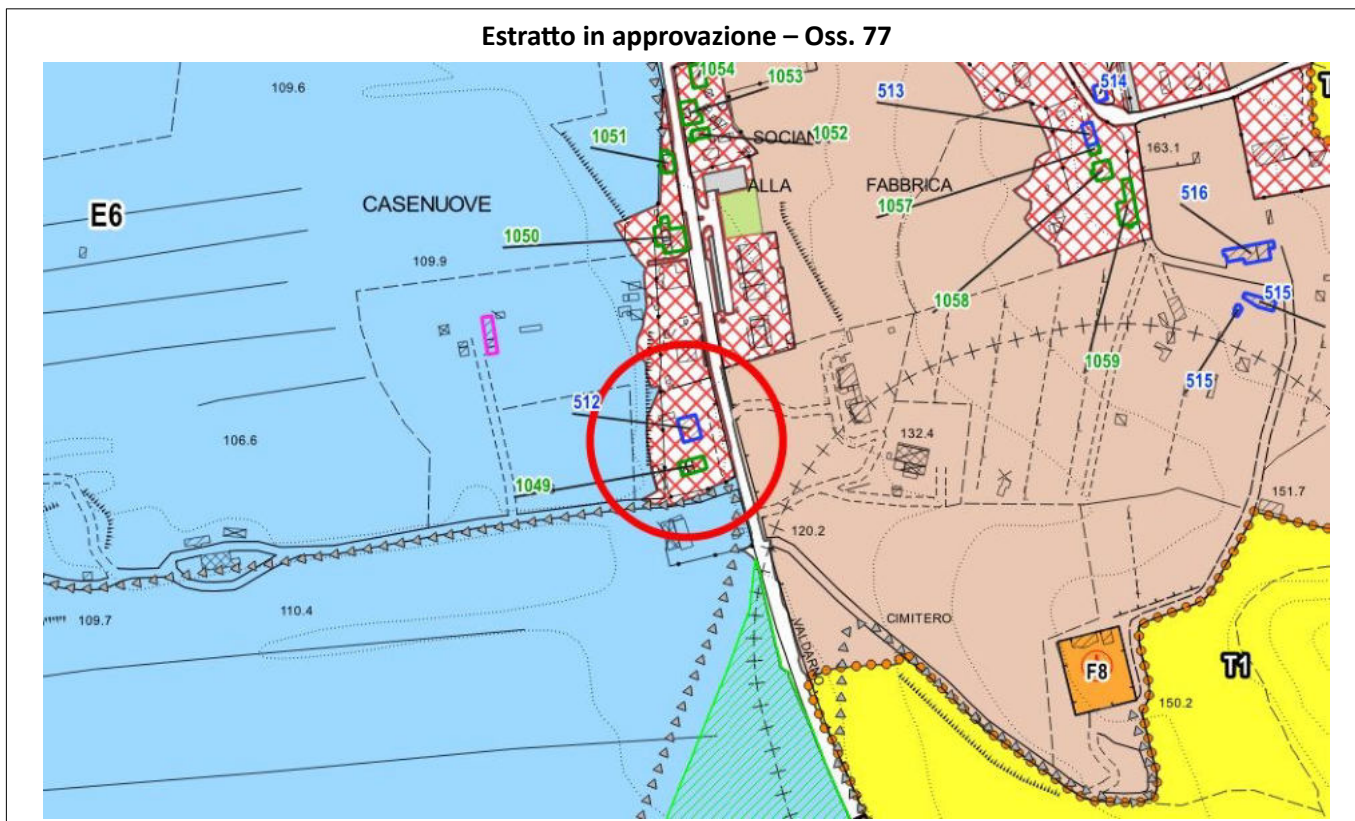 Estratto in approvazione – Oss. 77
109.6
1054
1053
513
514
1051
SOCIAN
1052
163.1
E6
CASENUOVE
ALLA
FABBRICA
1057
516
1050
109.9
1058
515
1059
515
512
106.6
132.4
1049
151.7
120.2
109.7
110.4
CIMITERO
VALDARNO
F8
T1
150.2